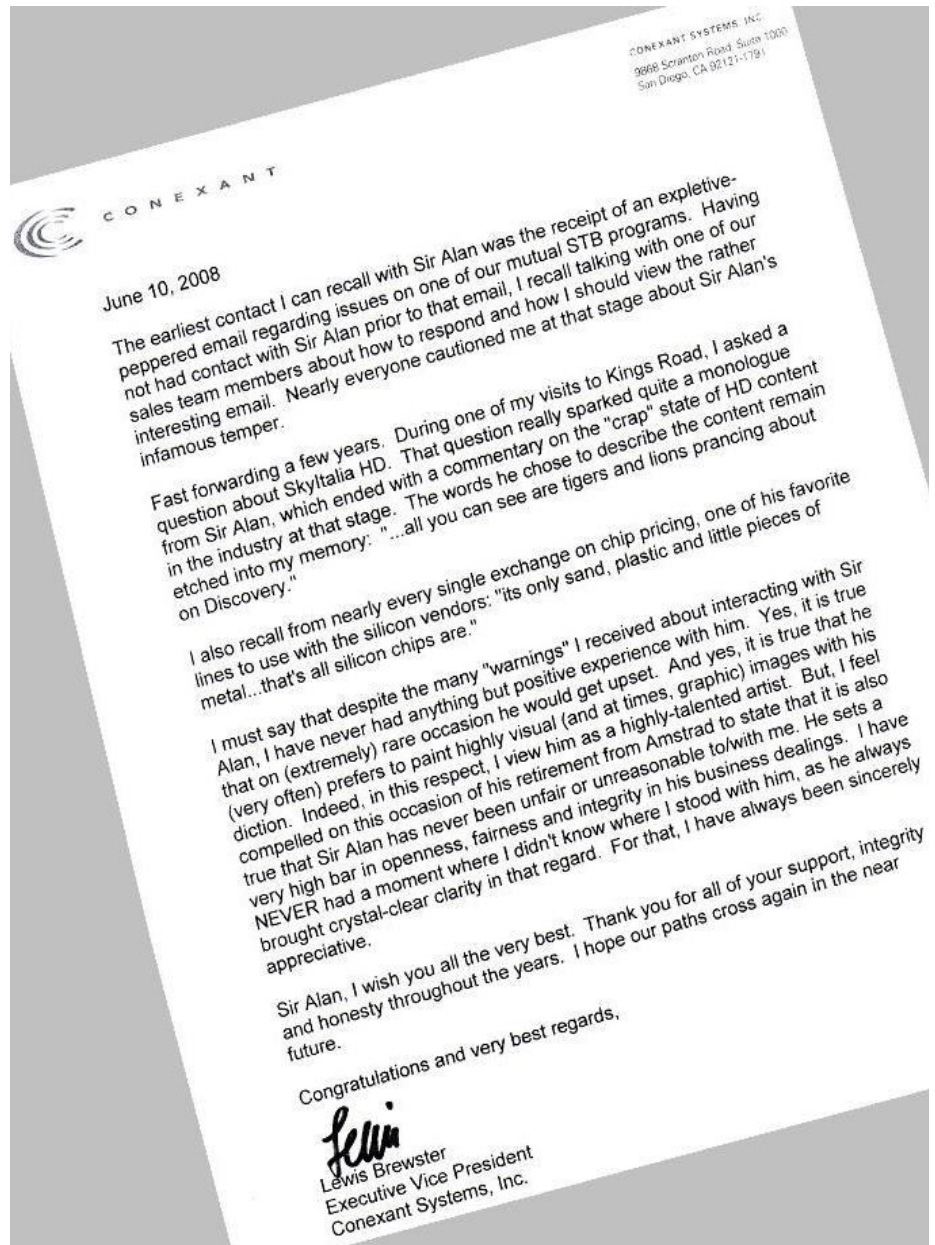 CONEXANT SYSTEMS, INC.
9868 Scranton Road, Suite 1000
San Diego, CA 92121-1791
CONEXANT
June 10, 2008
The earliest contact I can recall with Sir Alan was the receipt of an expletive-
peppered email regarding issues on one of our mutual STB programs.  Having
not had contact with Sir Alan prior to that email, I recall talking with one of our
sales team members about how to respond and how I should view the rather
interesting email.  Nearly everyone cautioned me at that stage about Sir Alan's
infamous temper.
Fast forwarding a few years.  During one of my visits to Kings Road, I asked a
question about SkyItalia HD.  That question really sparked quite a monologue
from Sir Alan, which ended with a commentary on the "crap" state of HD content
in the industry at that stage.  The words he chose to describe the content remain
etched into my memory:  "...all you can see are tigers and lions prancing about
on Discovery."
I also recall from nearly every single exchange on chip pricing, one of his favorite
lines to use with the silicon vendors: "its only sand, plastic and little pieces of
metal...that's all silicon chips are."
I must say that despite the many "warnings" I received about interacting with Sir
Alan, I have never had anything but positive experience with him.  Yes, it is true
that on (extremely) rare occasion he would get upset.  And yes, it is true that he
(very often) prefers to paint highly visual (and at times, graphic) images with his
diction.  Indeed, in this respect, I view him as a highly-talented artist.  But, I feel
compelled on this occasion of his retirement from Amstrad to state that it is also
true that Sir Alan has never been unfair or unreasonable to/with me. He sets a
very high bar in openness, fairness and integrity in his business dealings.  I have
NEVER had a moment where I didn't know where I stood with him, as he always
brought crystal-clear clarity in that regard.  For that, I have always been sincerely
appreciative.
Sir Alan, I wish you all the very best.  Thank you for all of your support, integrity
and honesty throughout the years.  I hope our paths cross again in the near
future.
Congratulations and very best regards,
Lewis
Lewis Brewster
Executive Vice President
Conexant Systems, Inc.